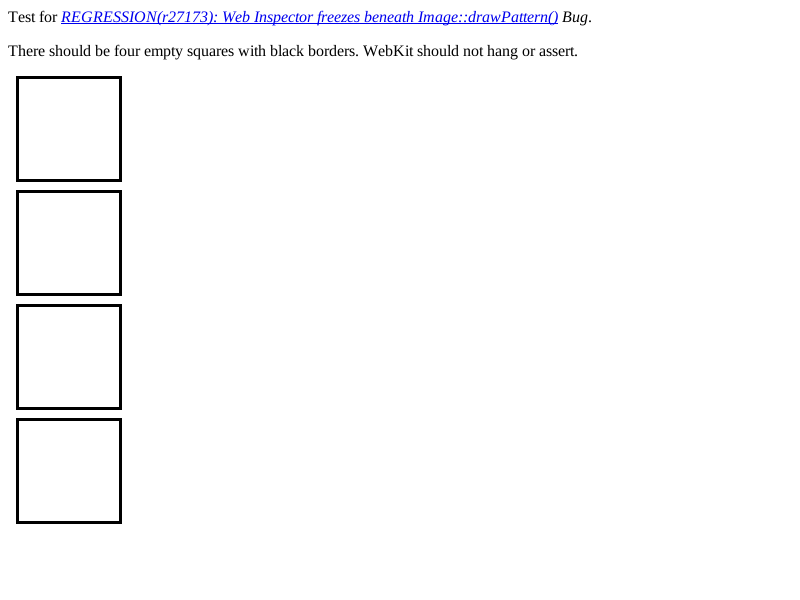 Test for REGRESSION(r27173): Web Inspector freezes beneath Image::drawPattern() Bug.
There should be four empty squares with black borders. WebKit should not hang or assert.